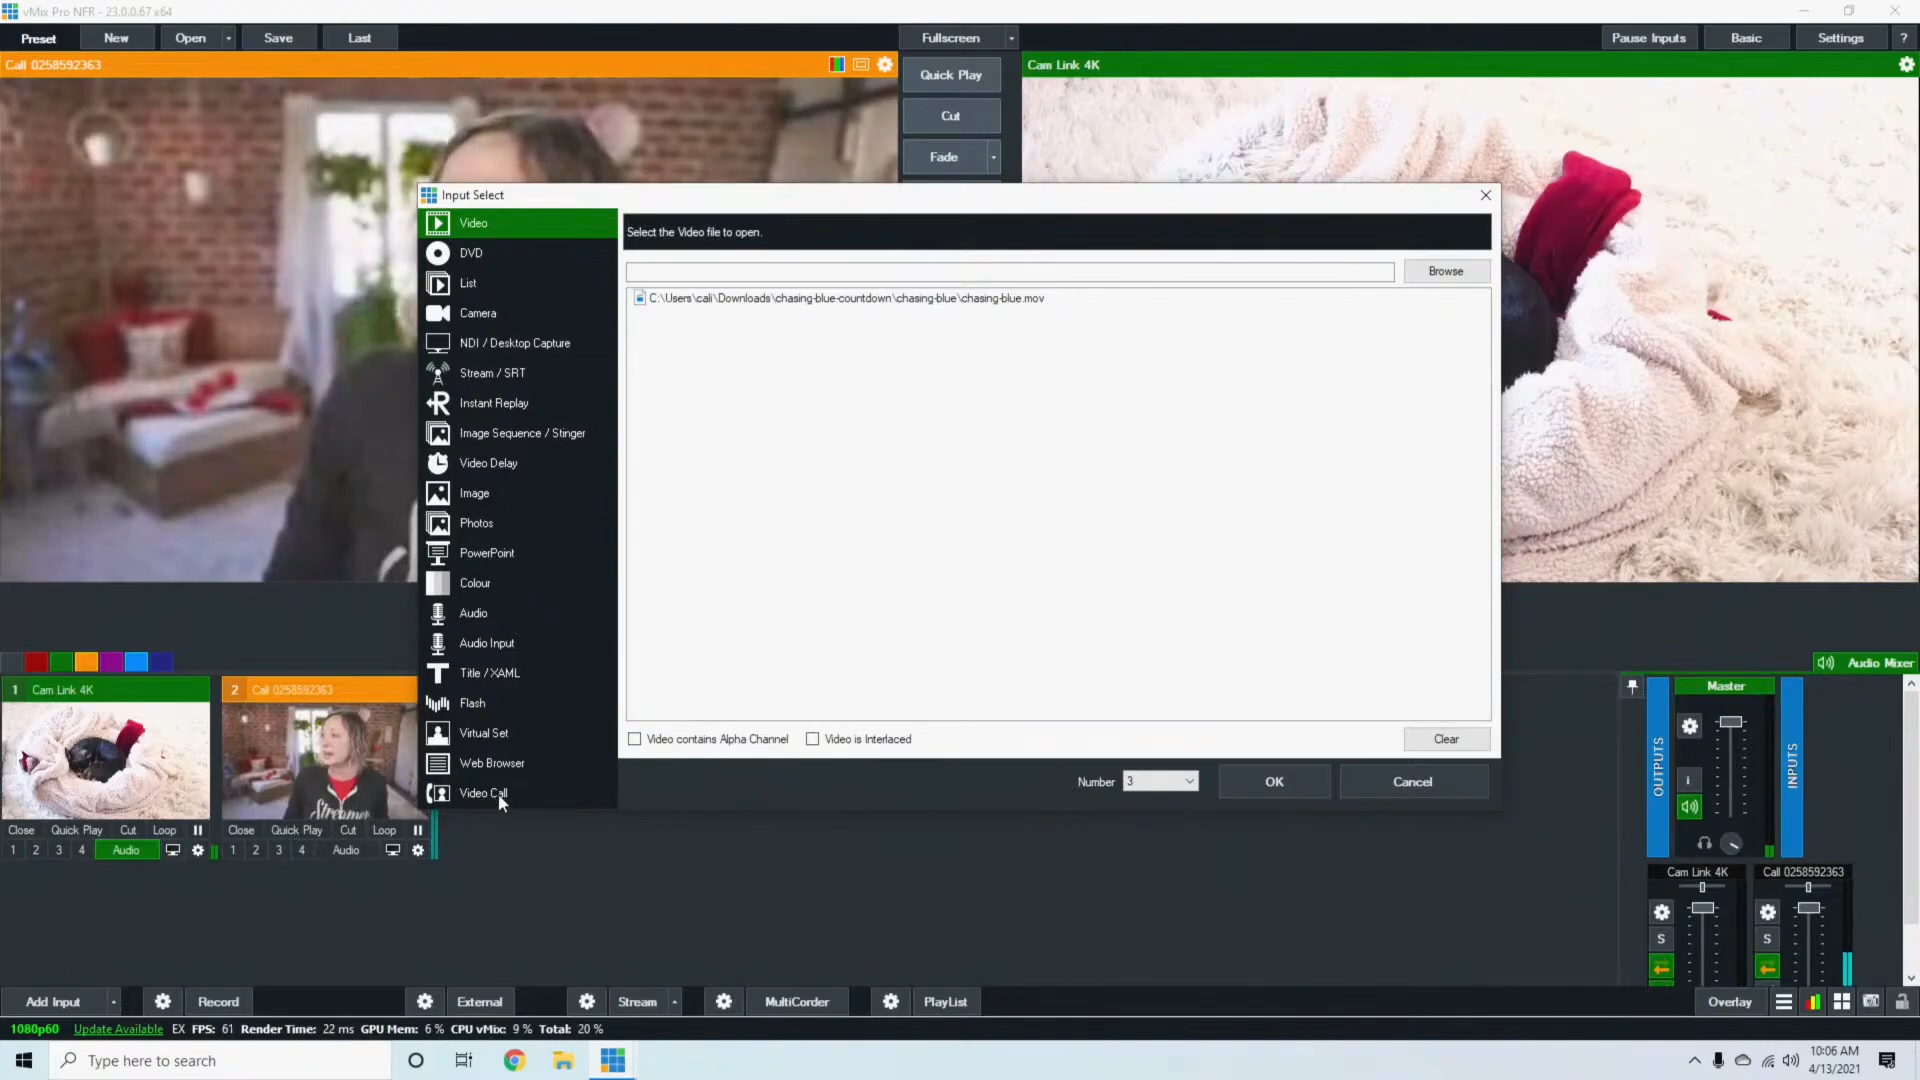 vMix Pro NFR - 23.0.0.67 x64
Preset New Open Save Last Fullscreen Pause Inputs Basic Settings ?
Call 0258592363
Quick Play
Cut
Fade
Cam Link 4K
Input Select
Video
DVD
List
Camera
NDI / Desktop Capture
Stream / SRT
Instant Replay
Image Sequence / Stinger
Video Delay
Image
Photos
PowerPoint
Colour
Audio
Audio Input
Title / XAML
Flash
Virtual Set
Web Browser
Video Call
Select the Video file to open.
Browse
C:\Users\cali\Downloads\chasing-blue-countdown\chasing-blue\chasing-blue.mov
Video contains Alpha Channel Video is Interlaced Clear
Number 3 OK Cancel
1 Cam Link 4K
Close Quick Play Cut Loop
1 2 3 4 Audio
2 Call 0258592363
Streamer
Close Quick Play Cut Loop
1 2 3 4 Audio
Audio Mixer
OUTPUTS
Master
INPUTS
i
Cam Link 4K Call 0258592363
S S
Add Input Record External Stream MultiCorder PlayList Overlay
1080p60 Update Available EX FPS: 61 Render Time: 22 ms GPU Mem: 6 % CPU vMix: 9 % Total: 20 %
Type here to search
10:06 AM
4/13/2021